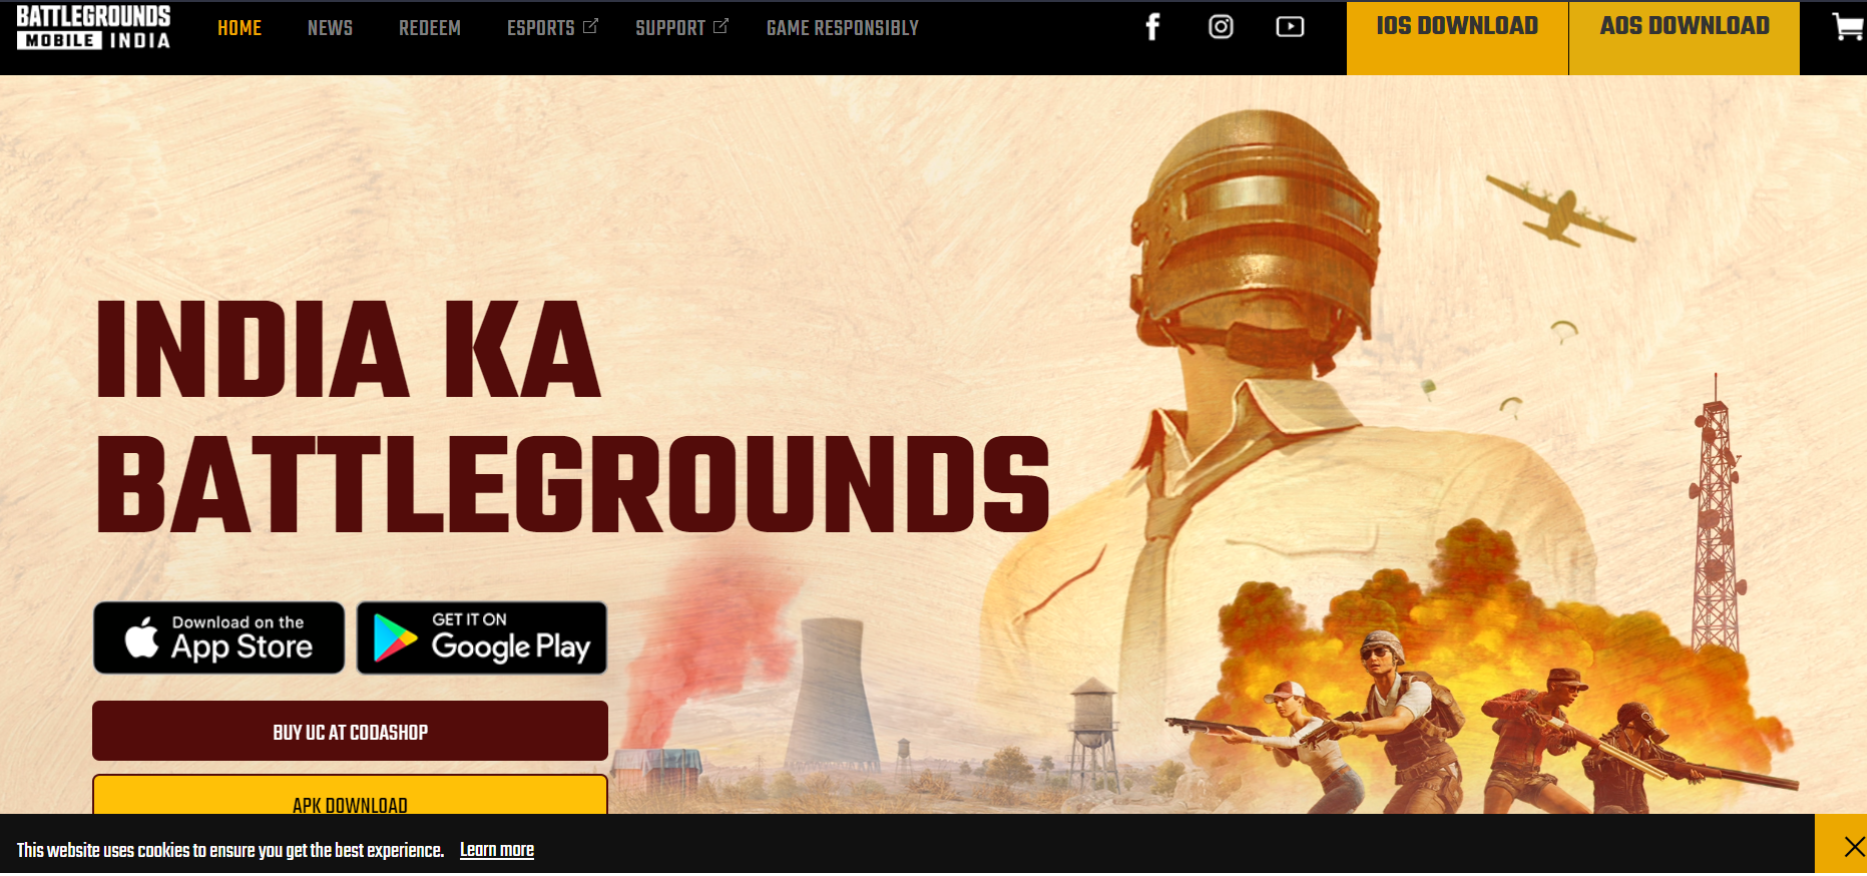 BATTLEGROUNDS
MOBILE INDIA
HOME
NEWS
REDEEM
ESPORTS
SUPPORT
GAME RESPONSIBLY
IOS DOWNLOAD
AOS DOWNLOAD
INDIA KA
BATTLEGROUNDS
Download on the
App Store
GET IT ON
Google Play
BUY UC AT CODASHOP
APK DOWNLOAD
This website uses cookies to ensure you get the best experience. Learn more